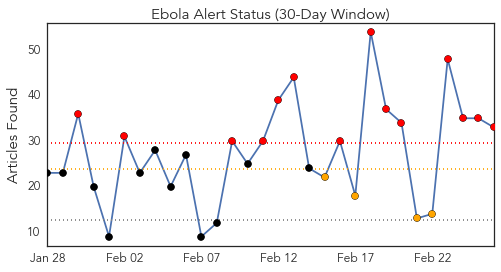 Ebola Alert Status (30-Day Window)
Articles Found
50
40
30
20
10
Jan 28
Feb 02
Feb 07
Feb 12
Feb 17
Feb 22